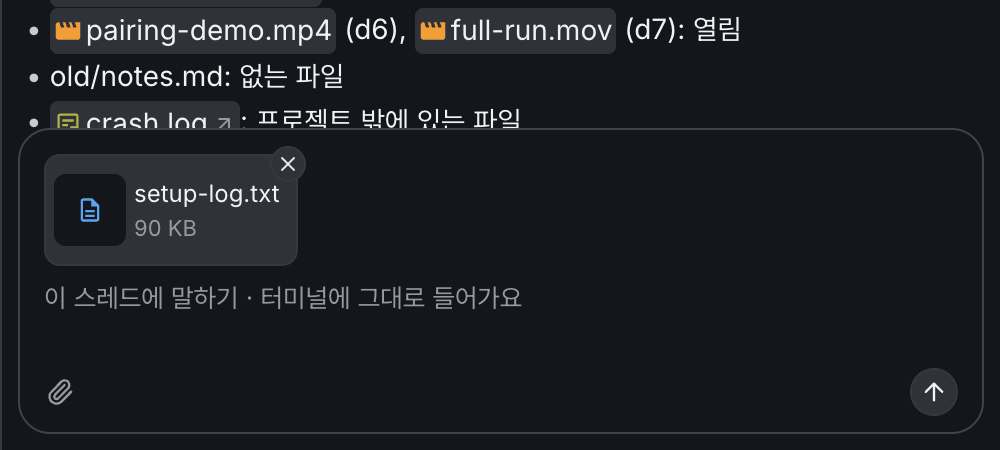 pairing-demo.mp4 (d6), full-run.mov (d7): 열림
old/notes.md: 없는 파일
crash.log: 프로젝트 밖에 있는 파일
setup-log.txt
90 KB
이 스레드에 말하기 · 터미널에 그대로 들어가요